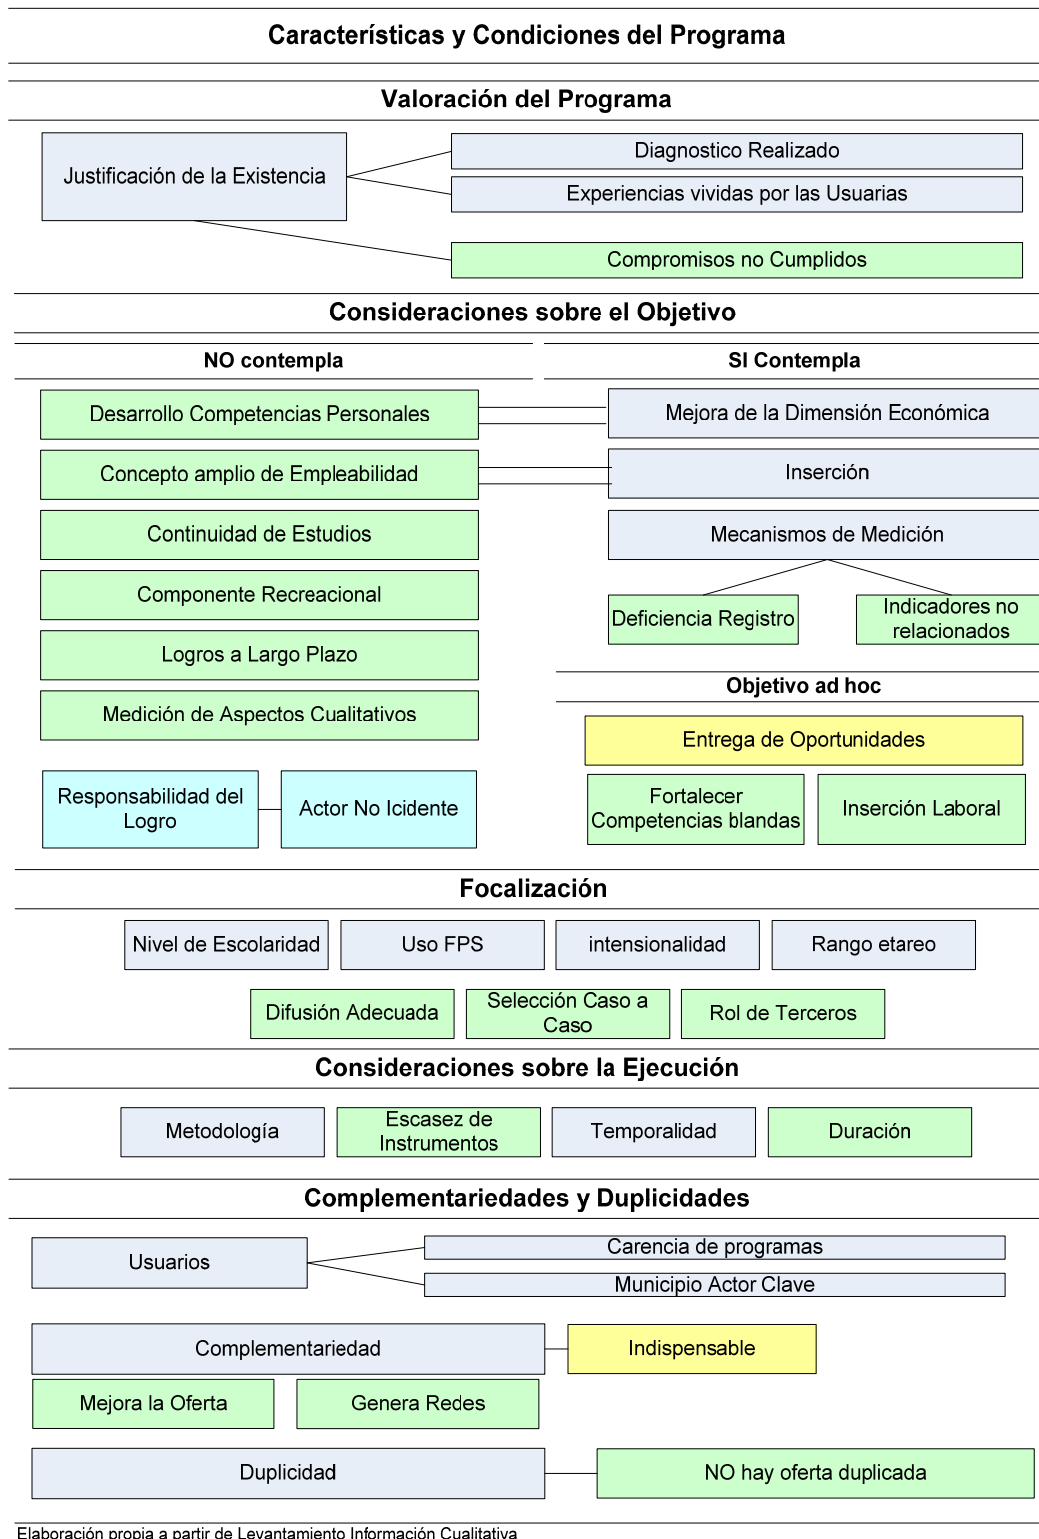 Características y Condiciones del Programa
Valoración del Programa
Justificación de la Existencia
Diagnostico Realizado
Experiencias vividas por las Usuarias
Compromisos no Cumplidos
Consideraciones sobre el Objetivo
NO contempla
Desarrollo Competencias Personales
Concepto amplio de Empleabilidad
Continuidad de Estudios
Componente Recreacional
Logros a Largo Plazo
Medición de Aspectos Cualitativos
Responsabilidad del
Logro
Actor No Icidente
SI Contempla
Mejora de la Dimensión Económica
Inserción
Mecanismos de Medición
Deficiencia Registro
Indicadores no
relacionados
Objetivo ad hoc
Entrega de Oportunidades
Fortalecer
Competencias blandas
Inserción Laboral
Focalización
Nivel de Escolaridad
Uso FPS
intensionalidad
Rango etareo
Difusión Adecuada
Selección Caso a
Caso
Rol de Terceros
Consideraciones sobre la Ejecución
Metodología
Escasez de
Instrumentos
Temporalidad
Duración
Complementariedades y Duplicidades
Usuarios
Carencia de programas
Municipio Actor Clave
Complementariedad
Indispensable
Mejora la Oferta
Genera Redes
Duplicidad
NO hay oferta duplicada
Elaboración propia a partir de Levantamiento Información Cualitativa